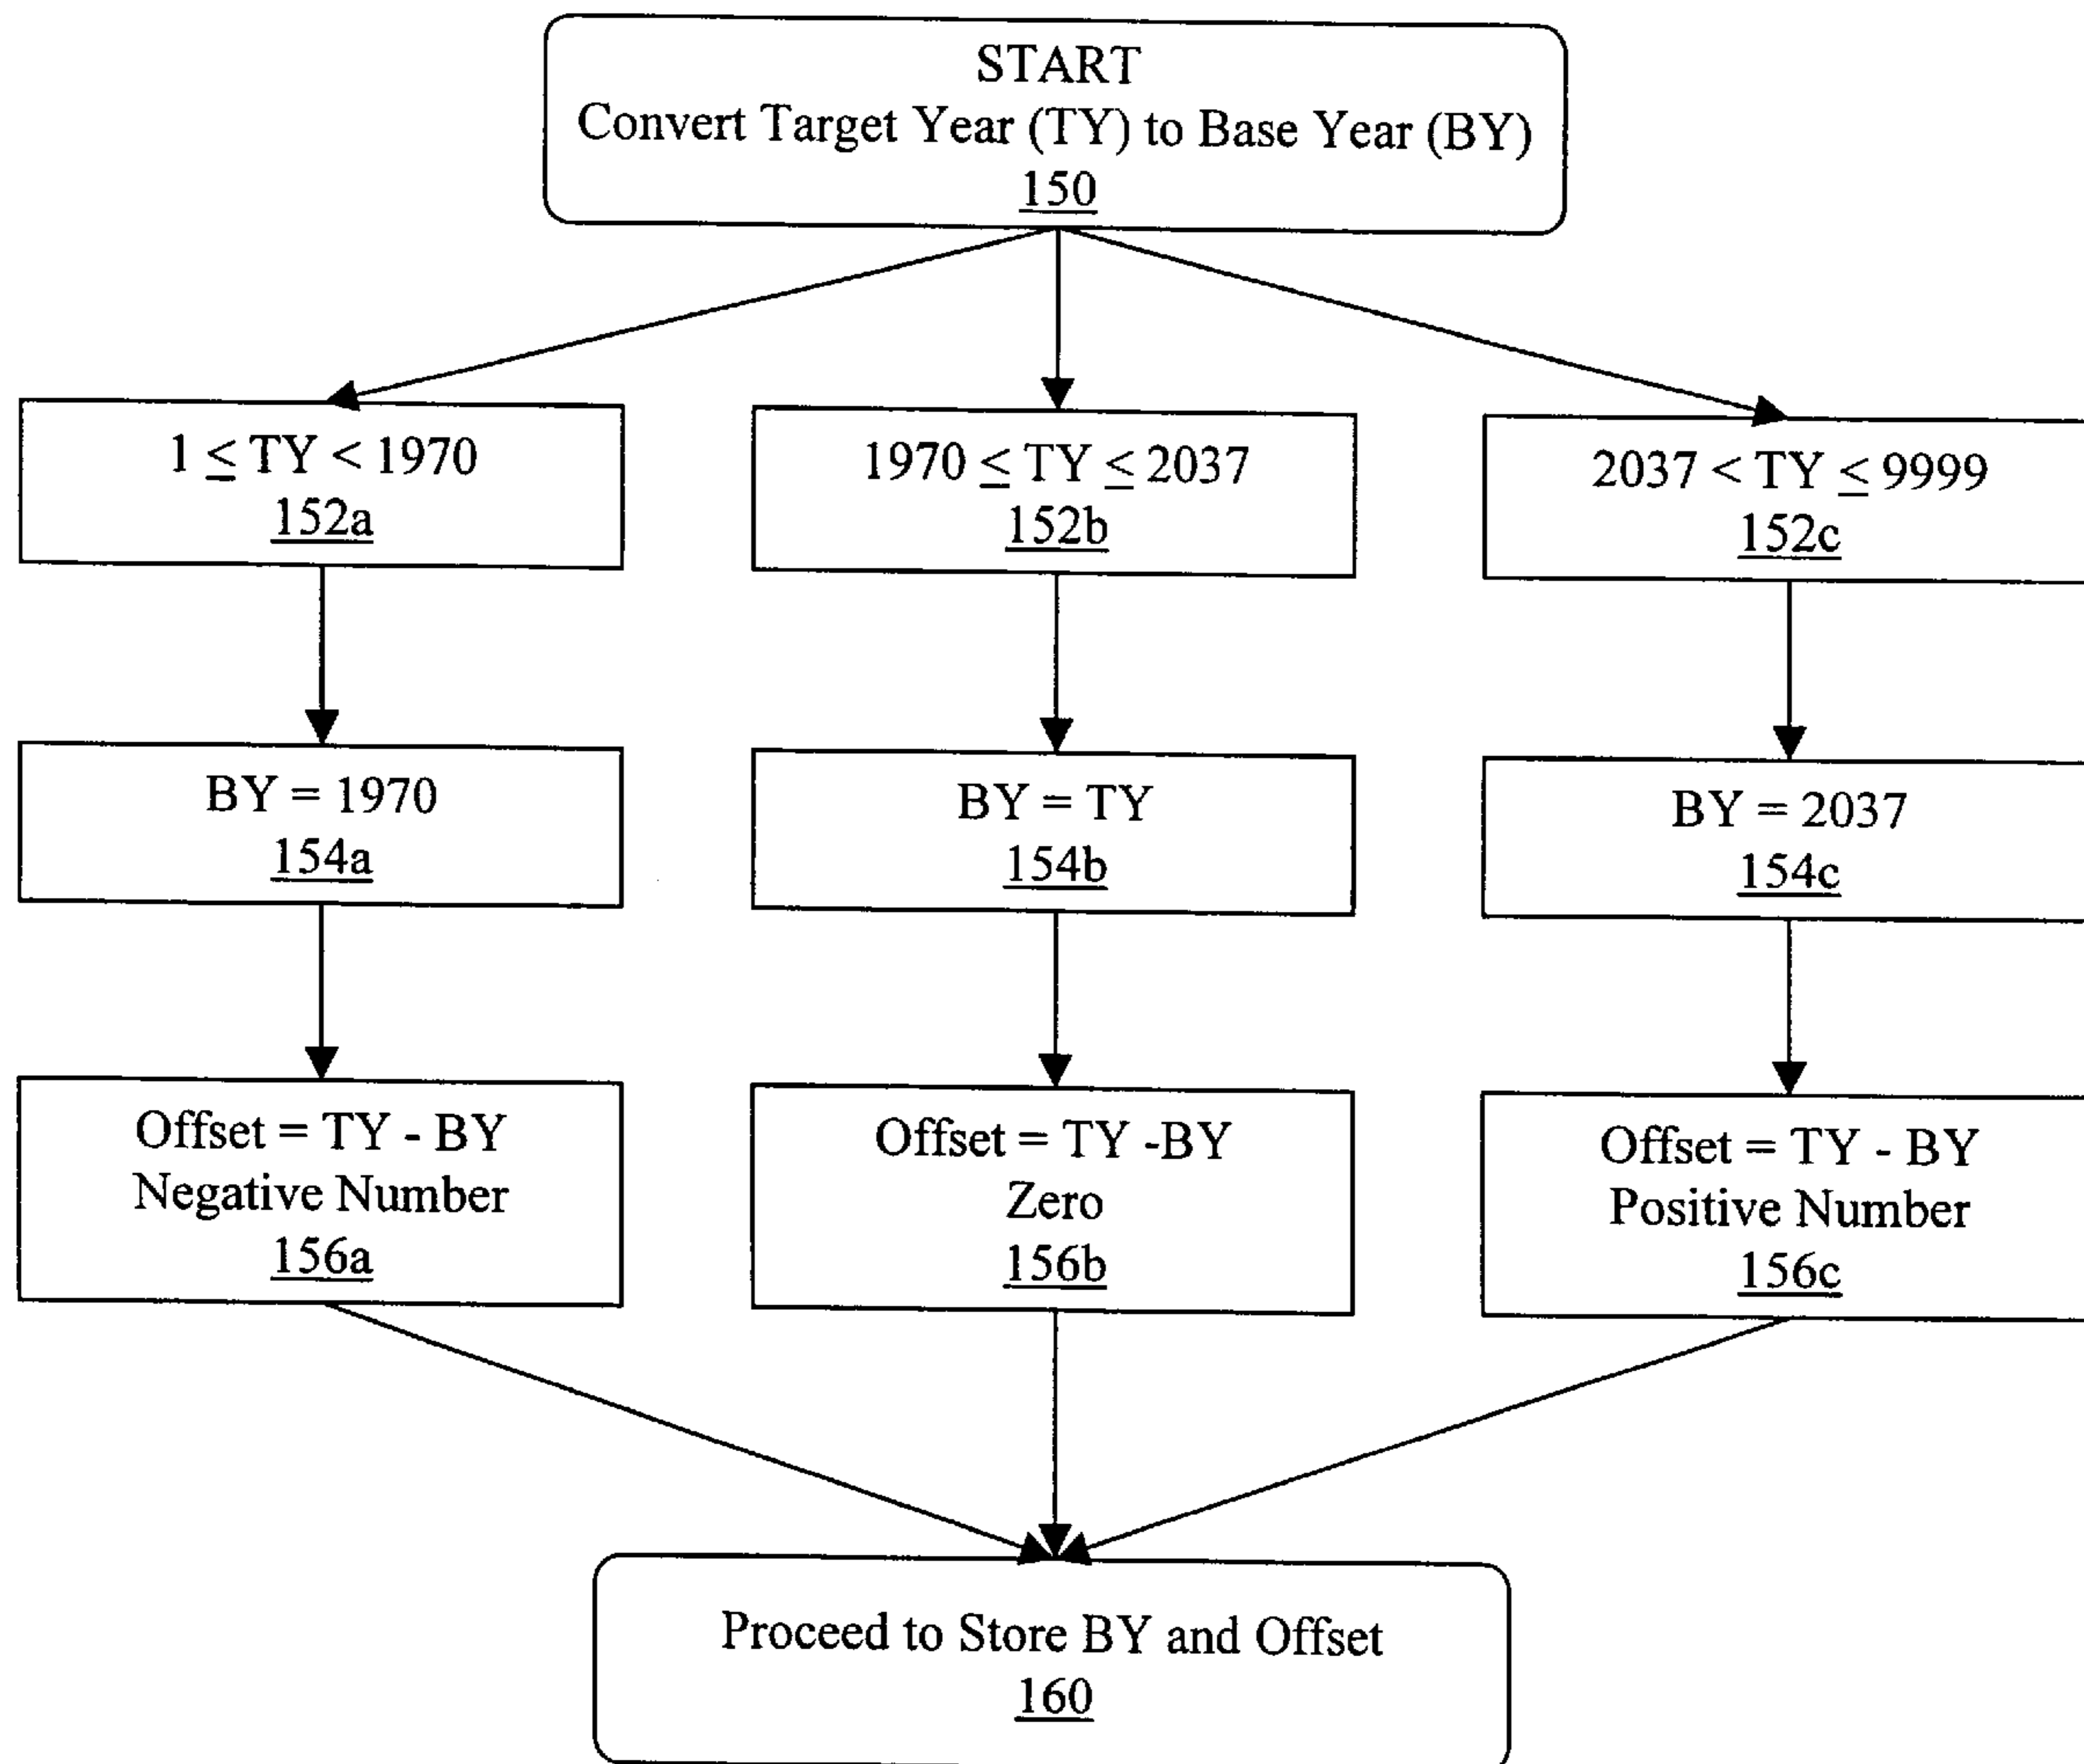 START
Convert Target Year (TY) to Base Year (BY)
150
1 ≤ TY < 1970
152a
1970 ≤ TY ≤ 2037
152b
2037 < TY ≤ 9999
152c
BY = 1970
154a
BY = TY
154b
BY = 2037
154c
Offset = TY - BY
Negative Number
156a
Offset = TY -BY
Zero
156b
Offset = TY - BY
Positive Number
156c
Proceed to Store BY and Offset
160